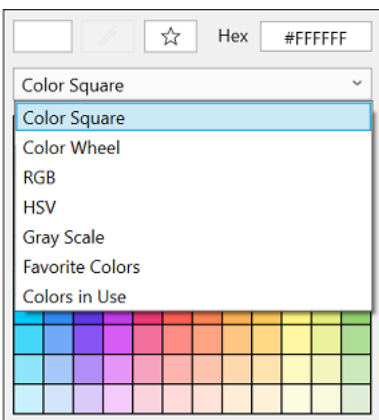 Hex #FFFFFF
Color Square
Color Square
Color Wheel
RGB
HSV
Gray Scale
Favorite Colors
Colors in Use